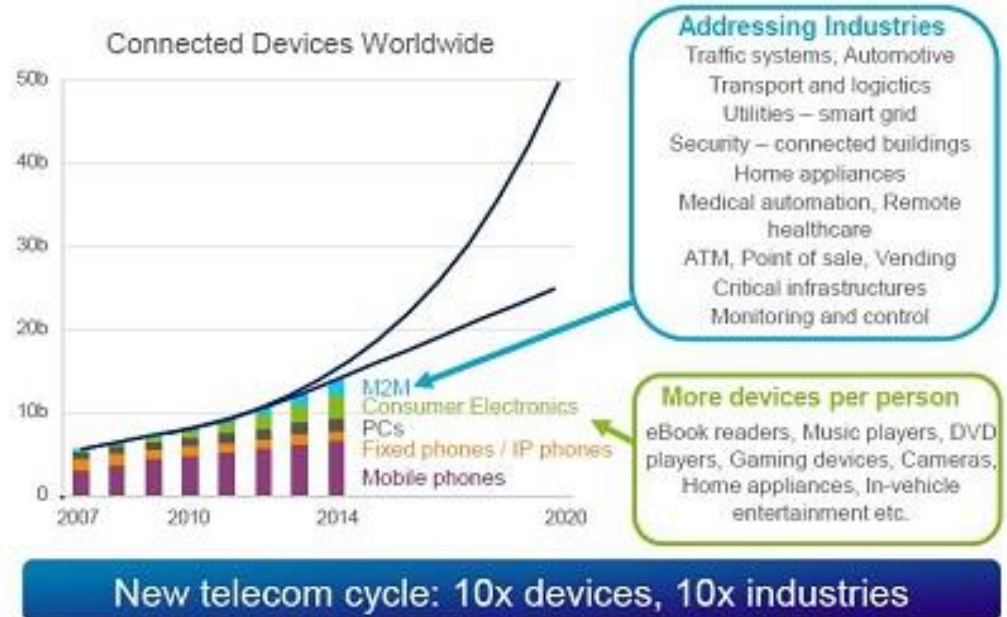 Connected Devices Worldwide
50b
40b
30b
20b
10b
0
2007
2010
2014
2020
M2M
Consumer Electronics
PCs
Fixed phones / IP phones
Mobile phones
Addressing Industries
Traffic systems, Automotive
Transport and logictics
Utilities – smart grid
Security – connected buildings
Home appliances
Medical automation, Remote
healthcare
ATM, Point of sale, Vending
Critical infrastructures
Monitoring and control
More devices per person
eBook readers, Music players, DVD
players, Gaming devices, Cameras,
Home appliances, In-vehicle
entertainment etc.
New telecom cycle: 10x devices, 10x industries